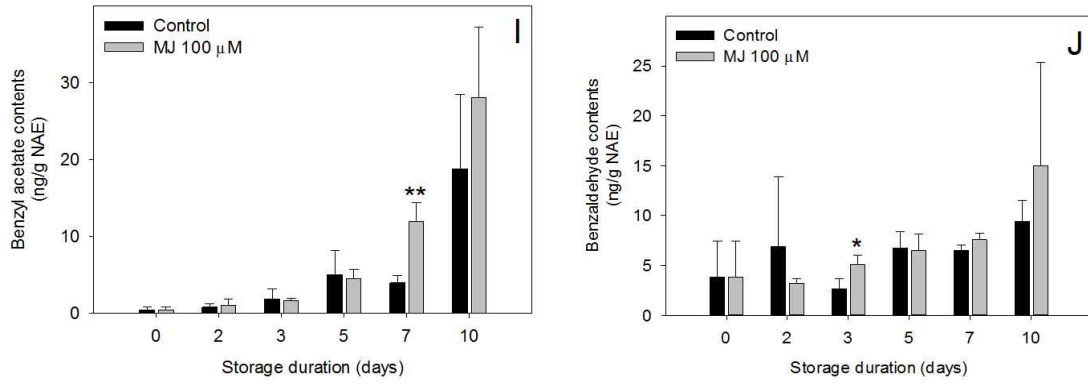 Control
MJ 100 μM
I
30
20
10
0
Benzyl acetate contents
(ng/g NAE)
**
0 2 3 5 7 10
Storage duration (days)
Control
MJ 100 μM
J
25
20
15
10
5
0
Benzaldehyde contents
(ng/g NAE)
*
0 2 3 5 7 10
Storage duration (days)